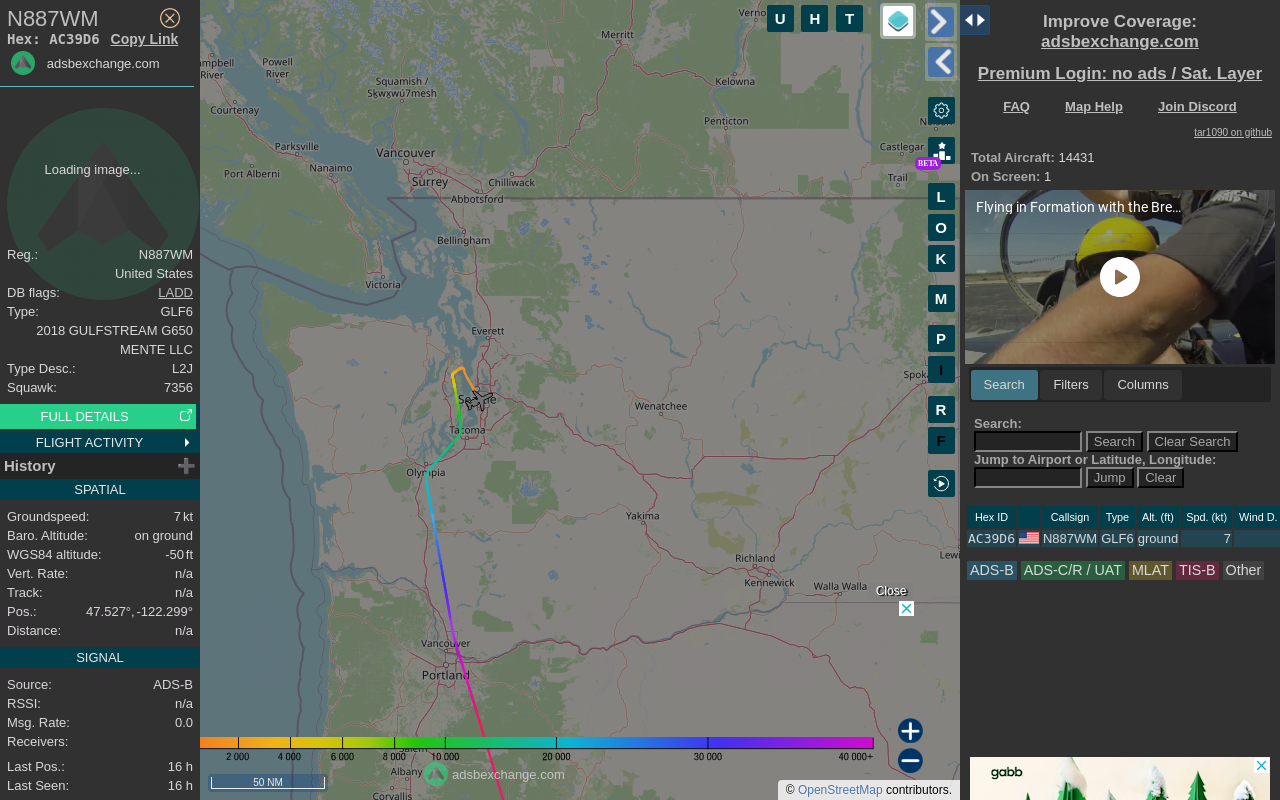 N887WM
Hex: AC39D6 Copy Link
adsbexchange.com
Loading image...
Reg.: N887WM
United States
DB flags: LADD
Type: GLF6
2018 GULFSTREAM G650
MENTE LLC
Type Desc.: L2J
Squawk: 7356
FULL DETAILS
FLIGHT ACTIVITY
History
SPATIAL
Groundspeed: 7 kt
Baro. Altitude: on ground
WGS84 altitude: -50 ft
Vert. Rate: n/a
Track: n/a
Pos.: 47.527°, -122.299°
Distance: n/a
SIGNAL
Source: ADS-B
RSSI: n/a
Msg. Rate: 0.0
Receivers:
Last Pos.: 16 h
Last Seen: 16 h
U H T
Merritt
Powell
River
River
Squamish /
Sḵwx̱wú7mesh
Kelowna
Courtenay
Penticton
Parksville
Nanaimo
Port Alberni
Vancouver
Surrey
Chilliwack
Abbotsford
Castlegar
Trail
BETA
Bellingham
Victoria
Everett
Tacoma
Olympia
Wenatchee
Yakima
Richland
Kennewick
Walla Walla
Vancouver
Portland
Albany
Corvallis
L
O
K
M
P
I
R
F
Close
2 000 4 000 6 000 8 000 10 000 20 000 30 000 40 000+
50 NM
adsbexchange.com
© OpenStreetMap contributors.
Improve Coverage:
adsbexchange.com
Premium Login: no ads / Sat. Layer
FAQ Map Help Join Discord
tar1090 on github
Total Aircraft: 14431
On Screen: 1
Flying in Formation with the Bre...
Search Filters Columns
Search:
Search Clear Search
Jump to Airport or Latitude, Longitude:
Jump Clear
Hex ID Callsign Type Alt. (ft) Spd. (kt) Wind D.
AC39D6 N887WM GLF6 ground 7
ADS-B ADS-C/R / UAT MLAT TIS-B Other
gabb